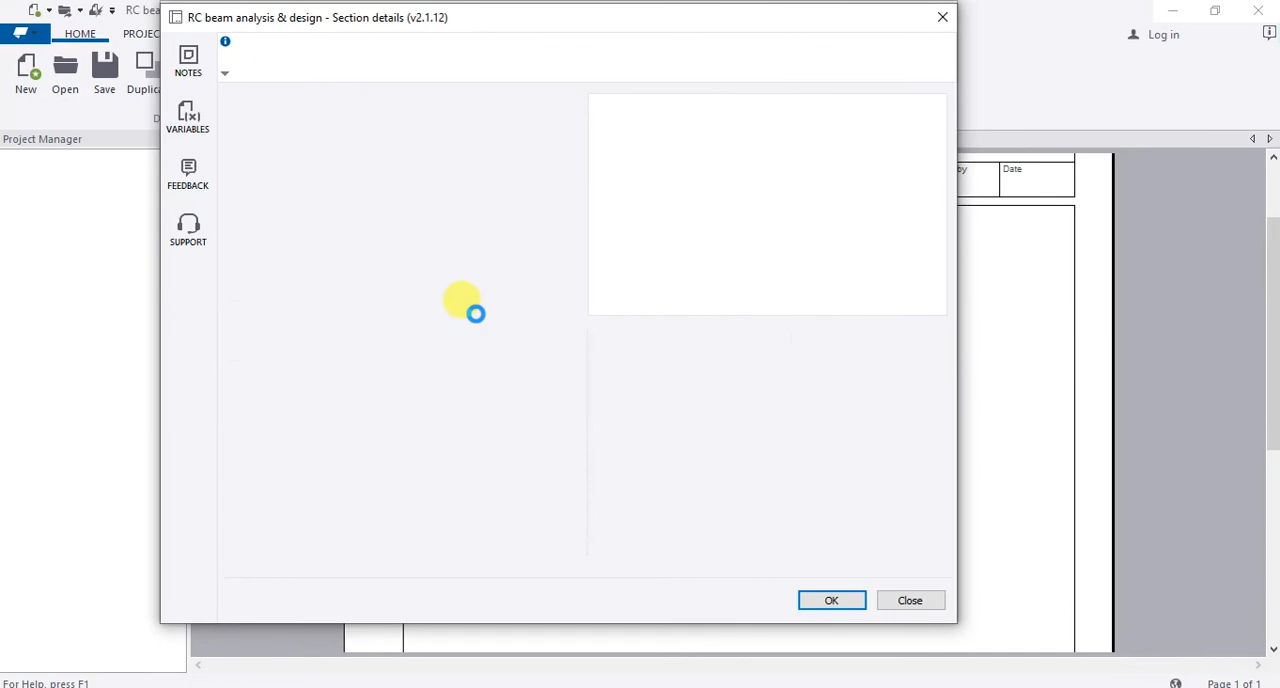 RC bea
RC beam analysis & design - Section details (v2.1.12)
HOME
PROJEC
Log in
NOTES
New
Open
Save
Duplica
D
VARIABLES
Project Manager
by
Date
FEEDBACK
SUPPORT
OK
Close
For Help, press F1
Page 1 of 1